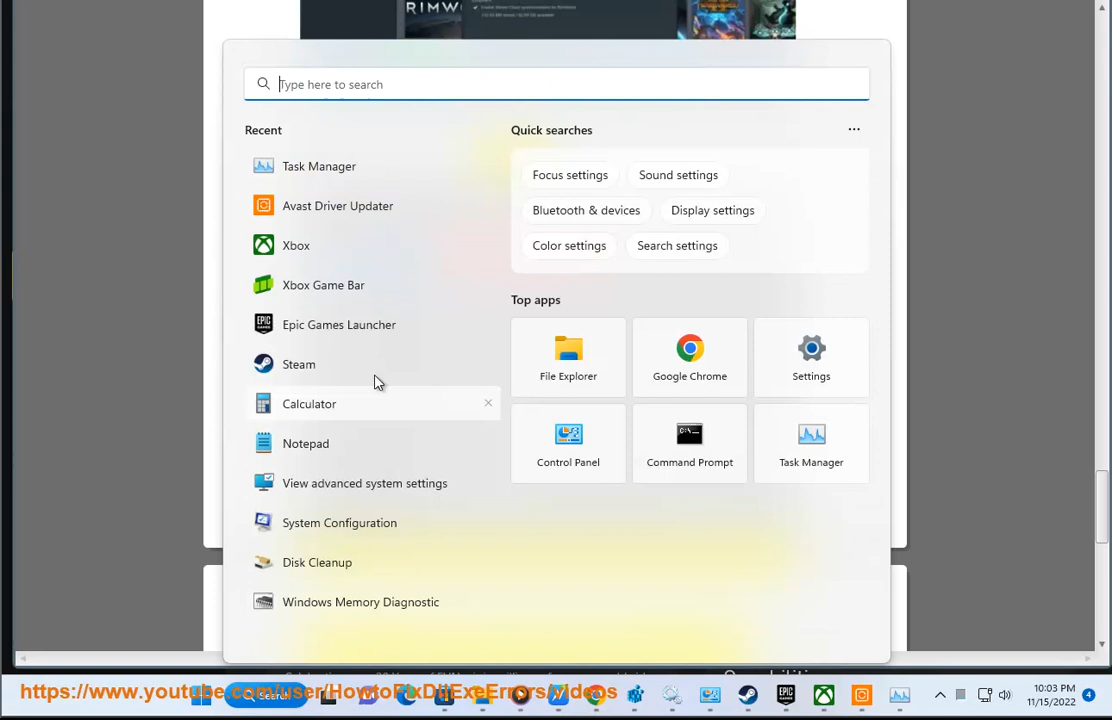 RIMW
Type here to search
Recent
Quick searches
Task Manager
Focus settings
Sound settings
Avast Driver Updater
Bluetooth & devices
Display settings
Xbox
Color settings
Search settings
Xbox Game Bar
Top apps
Epic Games Launcher
Steam
File Explorer
Google Chrome
Settings
Calculator
Notepad
Control Panel
Command Prompt
Task Manager
View advanced system settings
System Configuration
Disk Cleanup
Windows Memory Diagnostic
https://www.youtube.com/user/HowtoFixDllExeErrors/videos
Search
10:03 PM
11/15/2022
4